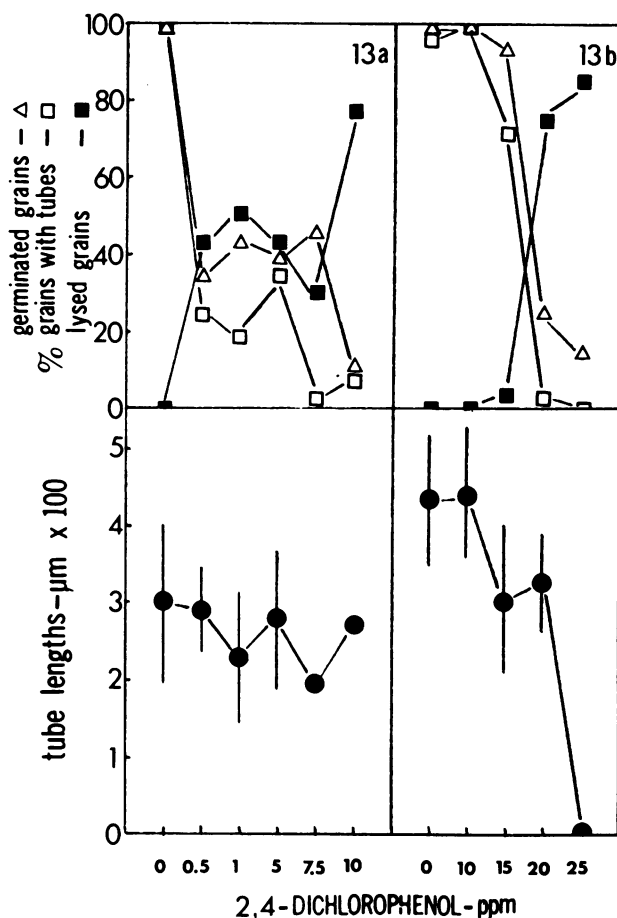 13a
13b
100
80
60
40
20
0
germinated grains – △
% grains with tubes – □
lysed grains – ■
5
4
3
2
1
0
tube lengths-µm x 100
0 0.5 1 5 7.5 10
0 10 15 20 25
2,4-DICHLOROPHENOL-ppm